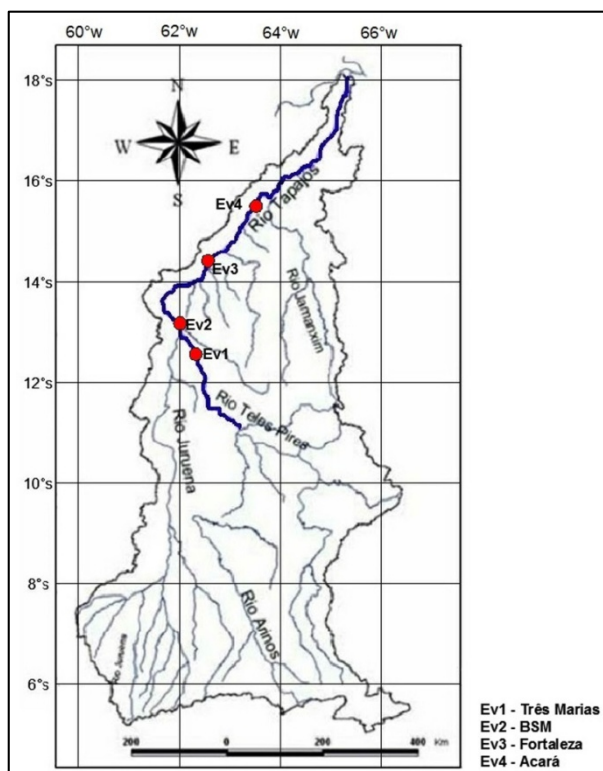 60°W 62°W 64°W 66°W
18°s
N
W E
S
16°s
Ev4
Rio Tapajós
Ev3
14°s
Rio Jamanxim
Ev2
Ev1
12°s
Rio Teles-Pires
Rio Juruena
10°s
8°s
Rio Arinos
Rio Juruena
6°s
200 0 200 400 Km
Ev1 - Três Marias
Ev2 - BSM
Ev3 - Fortaleza
Ev4 - Acará